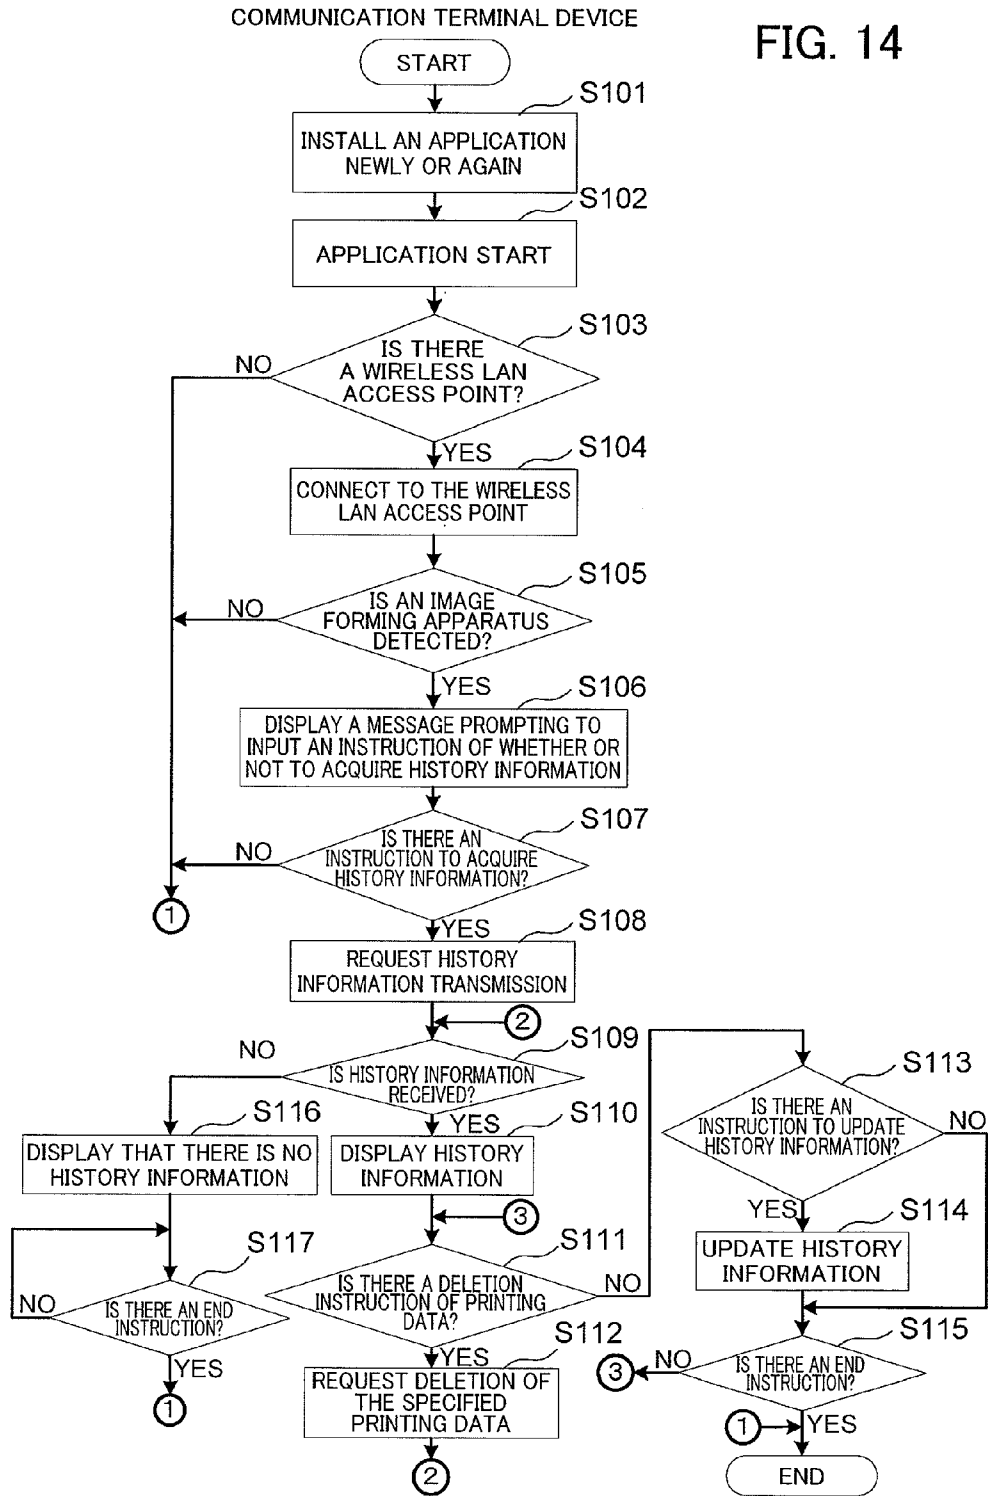 COMMUNICATION TERMINAL DEVICE
FIG. 14
START
S101
INSTALL AN APPLICATION
NEWLY OR AGAIN
S102
APPLICATION START
S103
IS THERE
A WIRELESS LAN
ACCESS POINT?
NO
YES
S104
CONNECT TO THE WIRELESS
LAN ACCESS POINT
S105
IS AN IMAGE
FORMING APPARATUS
DETECTED?
NO
YES
S106
DISPLAY A MESSAGE PROMPTING TO
INPUT AN INSTRUCTION OF WHETHER OR
NOT TO ACQUIRE HISTORY INFORMATION
S107
IS THERE AN
INSTRUCTION TO ACQUIRE
HISTORY INFORMATION?
NO
1
YES
S108
REQUEST HISTORY
INFORMATION TRANSMISSION
2
S109
IS HISTORY INFORMATION
RECEIVED?
NO
YES
S116
DISPLAY THAT THERE IS NO
HISTORY INFORMATION
S110
DISPLAY HISTORY
INFORMATION
3
S117
IS THERE AN END
INSTRUCTION?
NO
YES
1
S111
IS THERE A DELETION
INSTRUCTION OF PRINTING
DATA?
NO
YES
S112
REQUEST DELETION OF
THE SPECIFIED
PRINTING DATA
2
S113
IS THERE AN
INSTRUCTION TO UPDATE
HISTORY INFORMATION?
NO
YES
S114
UPDATE HISTORY
INFORMATION
S115
IS THERE AN END
INSTRUCTION?
3
NO
1
YES
END